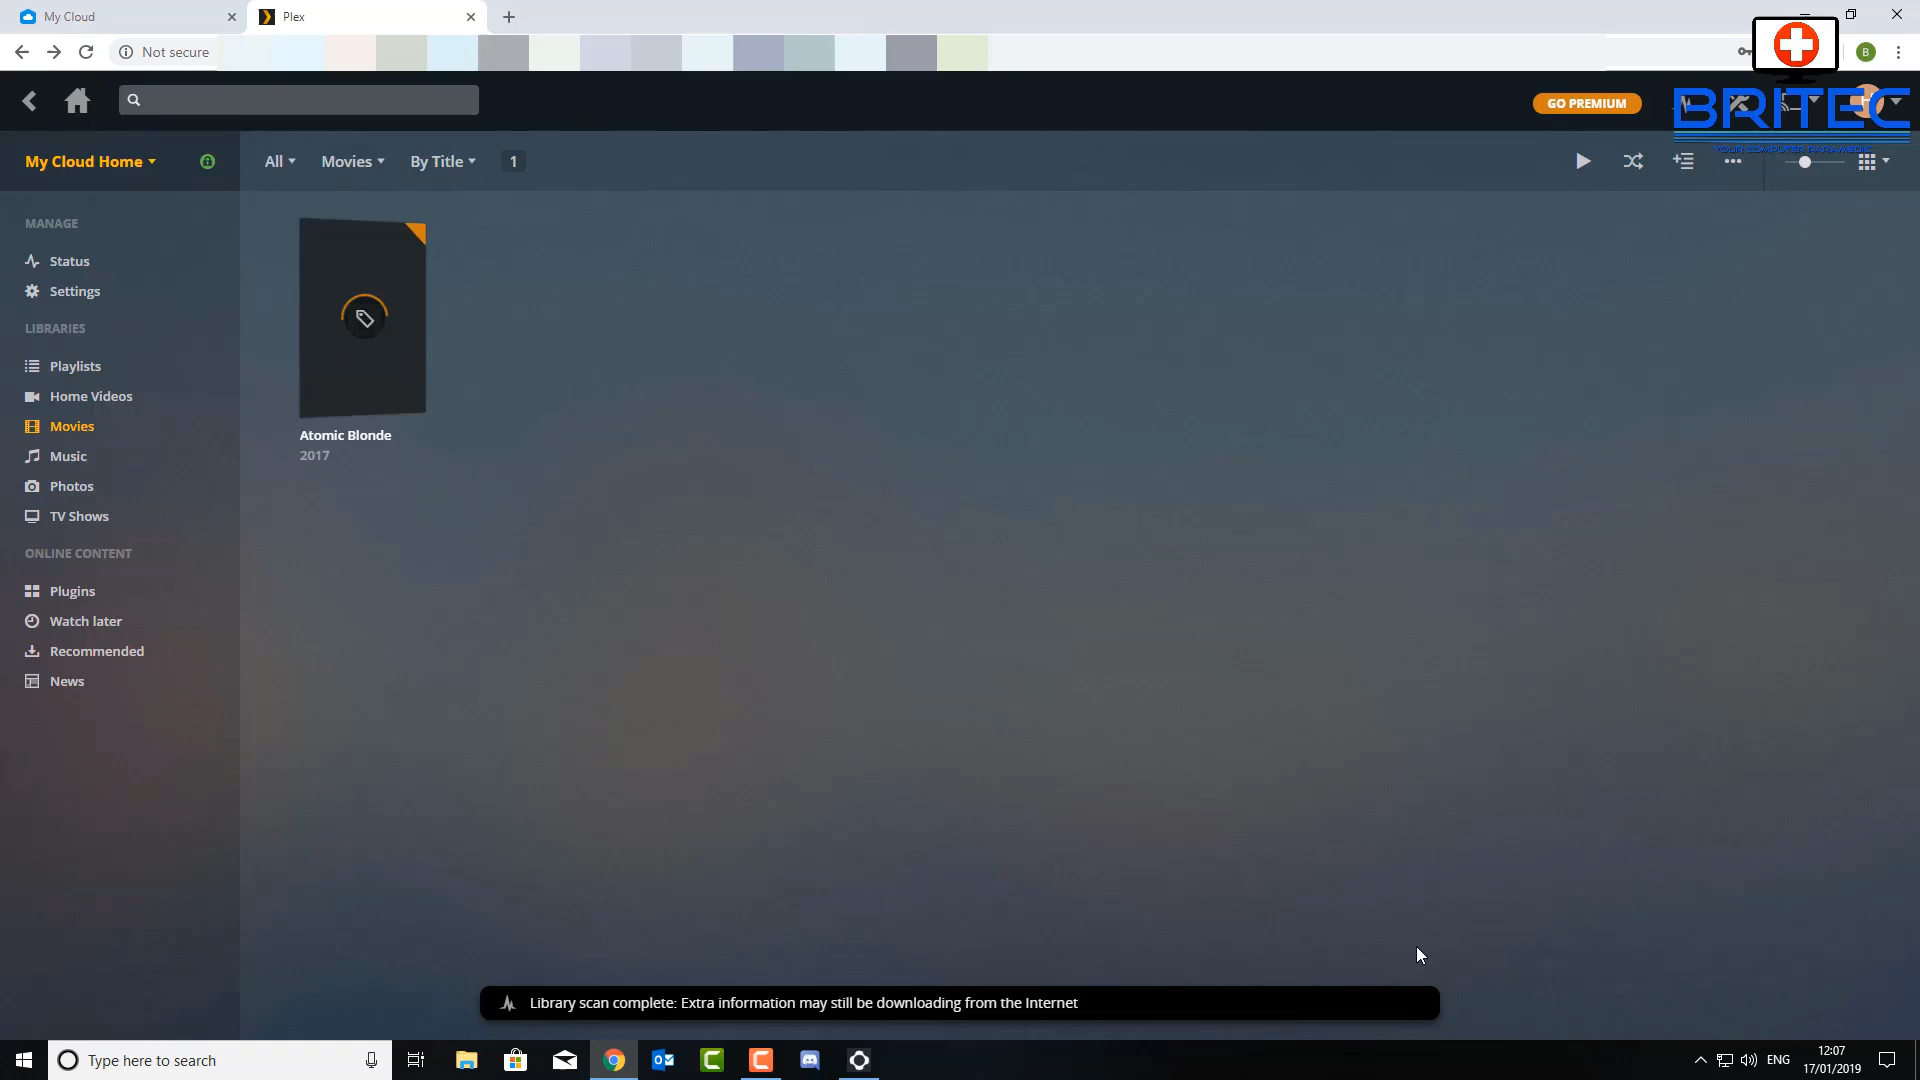 My Cloud
Plex
Not secure
B
GO PREMIUM
BRITEC
YOUR COMPUTER PARAMEDIC
My Cloud Home
All
Movies
By Title
1
MANAGE
Status
Settings
LIBRARIES
Playlists
Home Videos
Movies
Music
Photos
TV Shows
ONLINE CONTENT
Plugins
Watch later
Recommended
News
Atomic Blonde
2017
Library scan complete: Extra information may still be downloading from the Internet
Type here to search
ENG
12:07
17/01/2019